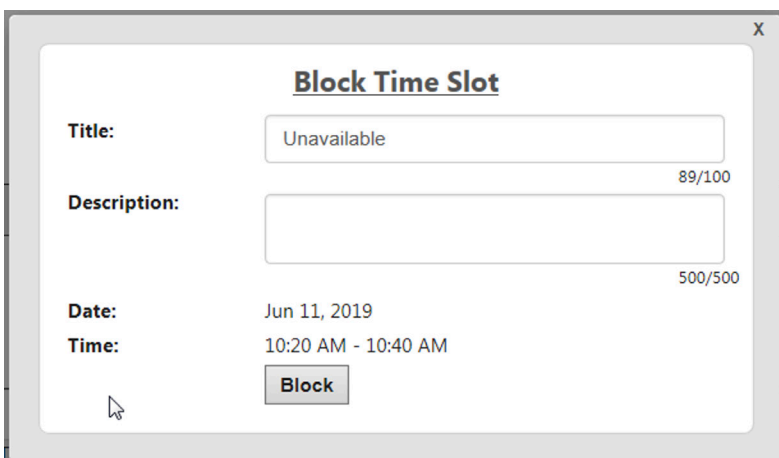 X
Block Time Slot
Title:
Unavailable
89/100
Description:
500/500
Date:
Jun 11, 2019
Time:
10:20 AM - 10:40 AM
Block